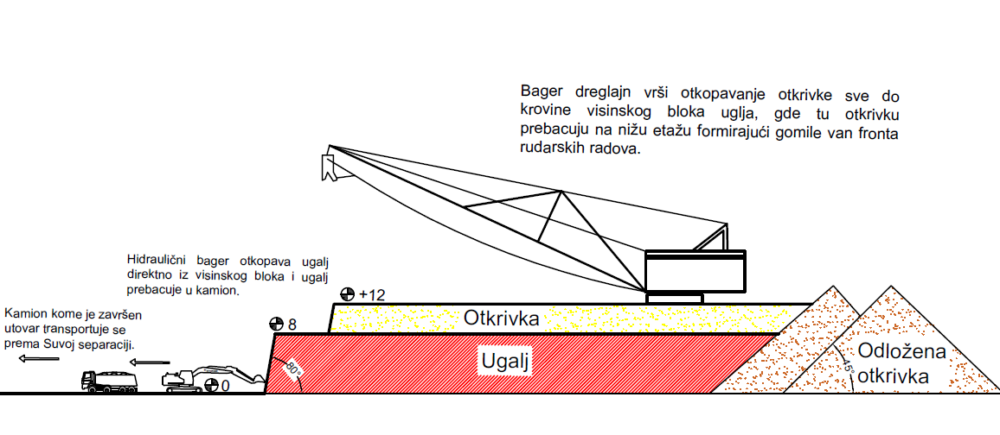 Bager dreglajn vrši otkopavanje otkrivke sve do
krovine visinskog bloka uglja, gde tu otkrivku
prebacuju na nižu etažu formirajući gomile van fronta
rudarskih radova.
Hidraulični bager otkopava ugalj
direktno iz visinskog bloka i ugalj
prebacuje u kamion.
Kamion kome je završen
utovar transportuje se
prema Suvoj separaciji.
+12
Otkrivka
8
Ugalj
80°
0
Odložena
otkrivka
45°